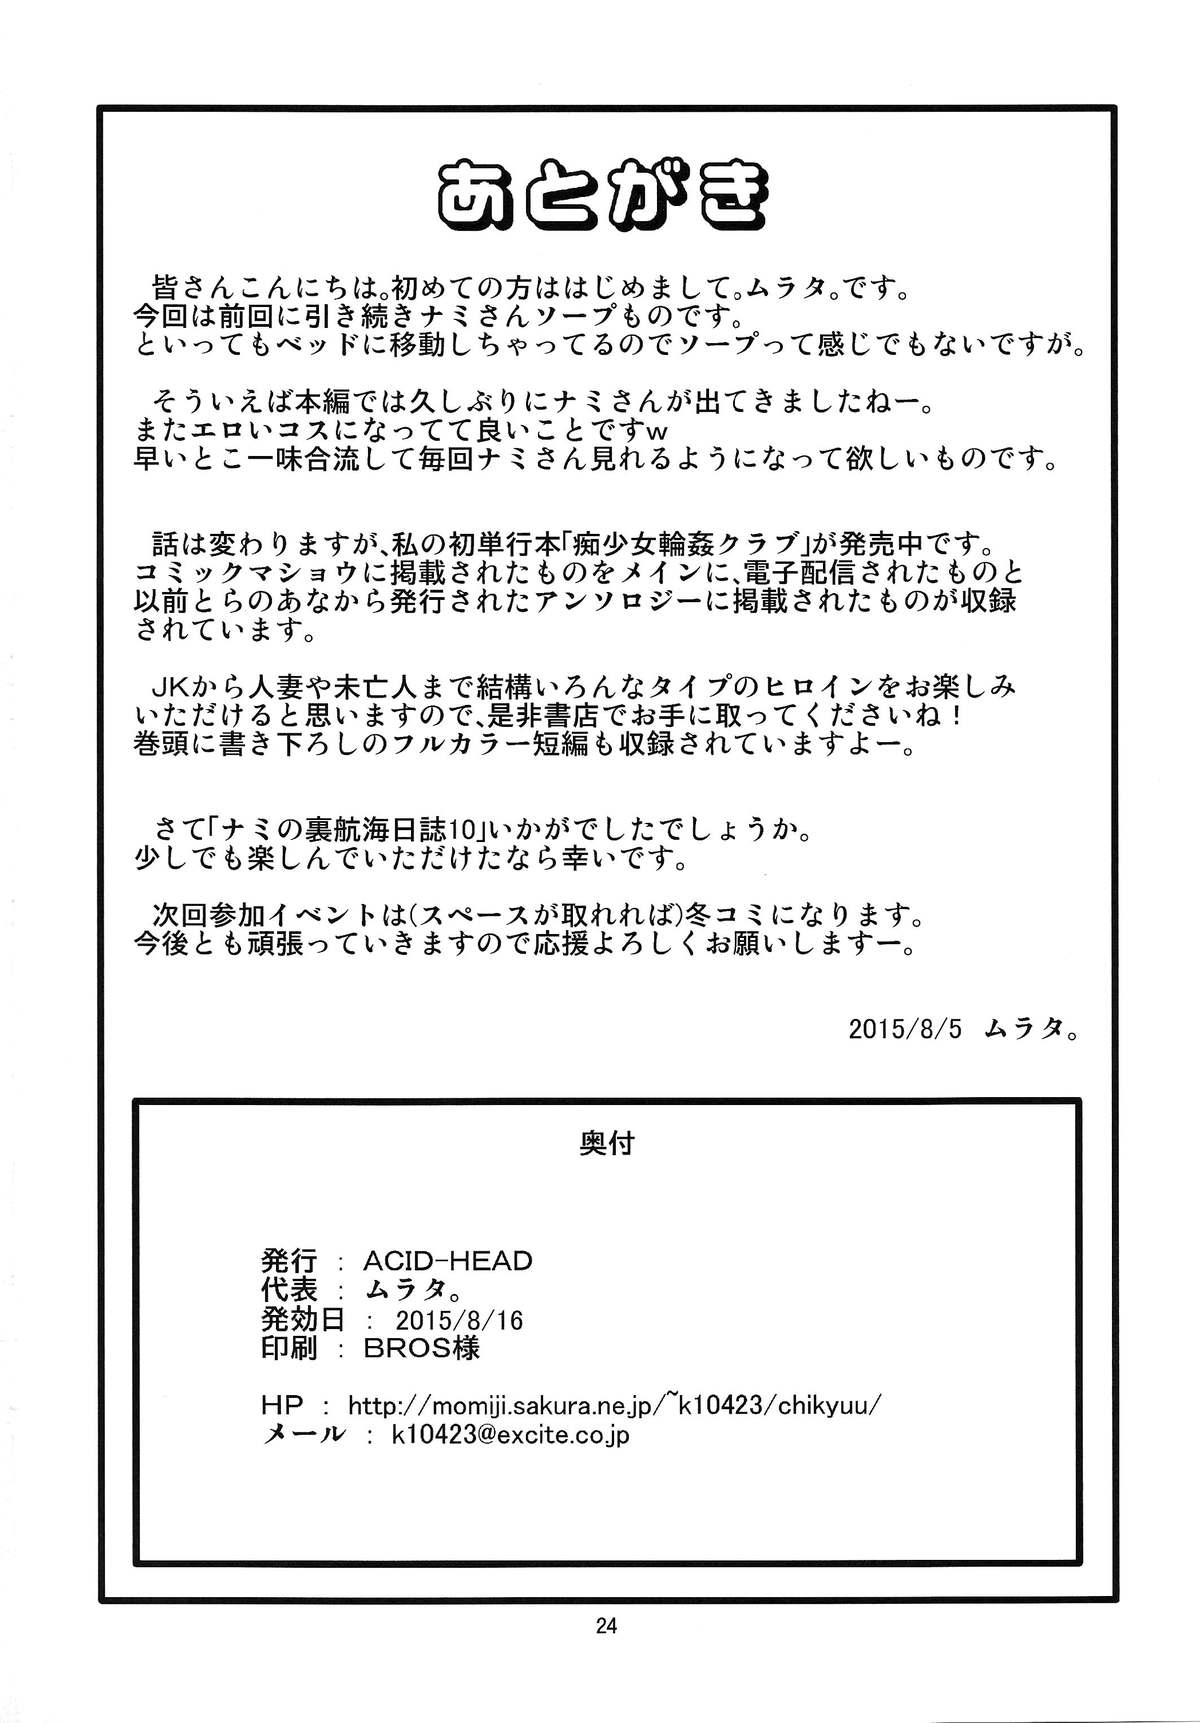 あとがき
皆さんこんにちは。初めての方ははじめまして。ムラタ。です。
今回は前回に引き続きナミさんソープものです。
といってもベッドに移動しちゃってるのでソープって感じでもないですが。
そういえば本編では久しぶりにナミさんが出てきましたねー。
またエロいコスになってて良いことですｗ
早いとこ一味合流して毎回ナミさん見れるようになって欲しいものです。
話は変わりますが、私の初単行本「痴少女輪姦クラブ」が発売中です。
コミックマショウに掲載されたものをメインに、電子配信されたものと
以前とらのあなから発行されたアンソロジーに掲載されたものが収録
されています。
JKから人妻や未亡人まで結構いろんなタイプのヒロインをお楽しみ
いただけると思いますので、是非書店でお手に取ってくださいね！
巻頭に書き下ろしのフルカラー短編も収録されていますよー。
さて「ナミの裏航海日誌10」いかがでしたでしょうか。
少しでも楽しんでいただけたなら幸いです。
次回参加イベントは(スペースが取れれば)冬コミになります。
今後とも頑張っていきますので応援よろしくお願いしますー。
2015/8/5 ムラタ。
奥付
発行 ： ACID-HEAD
代表 ： ムラタ。
発効日 ： 2015/8/16
印刷 ： BROS様
HP ： http://momiji.sakura.ne.jp/~k10423/chikyuu/
メール ： k10423@excite.co.jp
24